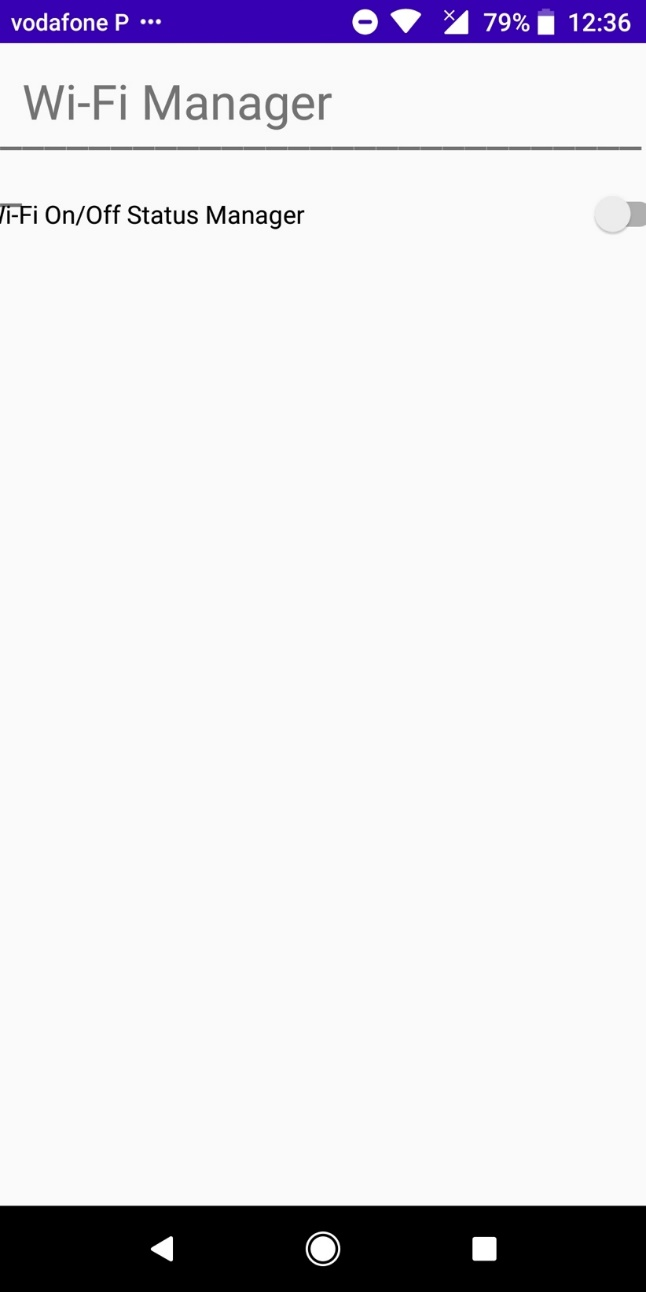 vodafone P ••• 79% 12:36
Wi-Fi Manager
i-Fi On/Off Status Manager